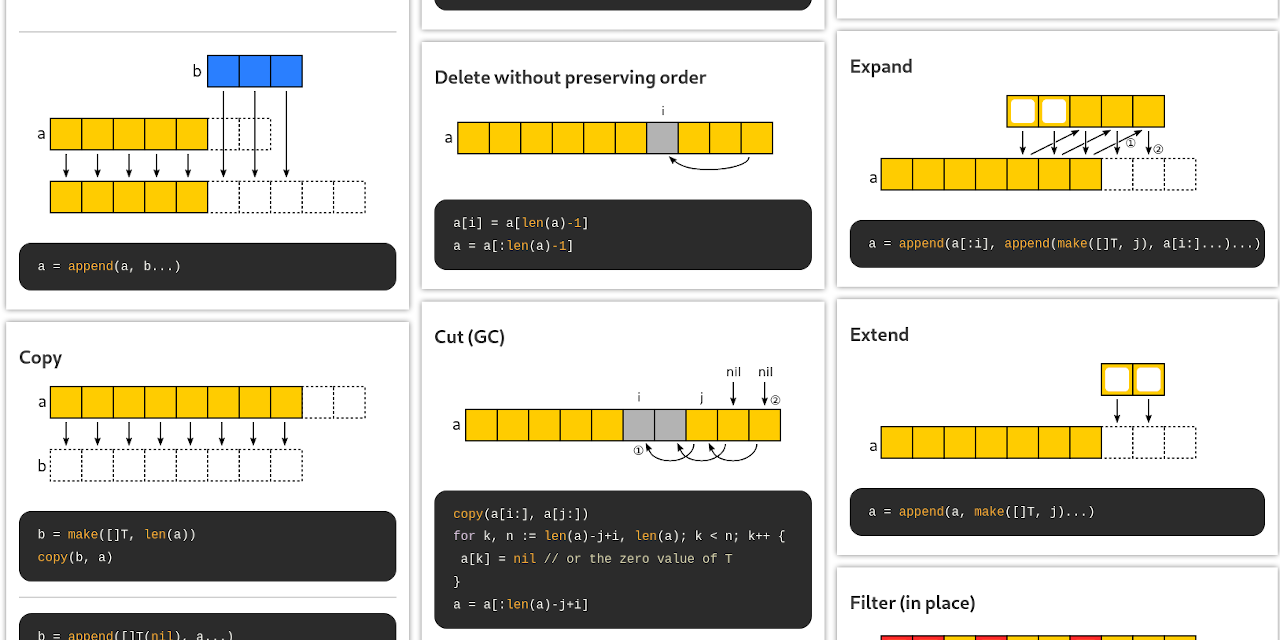 b
a
a = append(a, b...)
Copy
a
b
b = make([]T, len(a))
copy(b, a)
b = append([]T(nil), a...)
Delete without preserving order
i
a
a[i] = a[len(a)-1]
a = a[:len(a)-1]
Cut (GC)
nil nil
i j ②
a
①
copy(a[i:], a[j:])
for k, n := len(a)-j+i, len(a); k < n; k++ {
a[k] = nil // or the zero value of T
}
a = a[:len(a)-j+i]
Expand
① ②
a
a = append(a[:i], append(make([]T, j), a[i:]...)...)
Extend
a
a = append(a, make([]T, j)...)
Filter (in place)